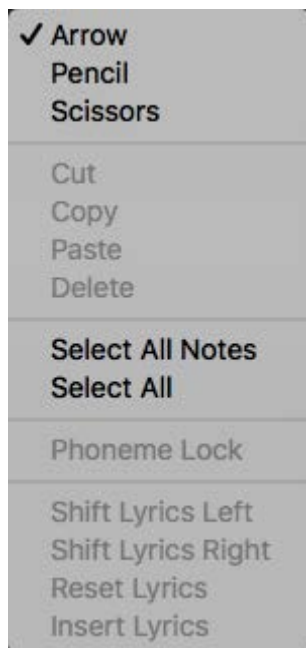 Arrow
Pencil
Scissors
Cut
Copy
Paste
Delete
Select All Notes
Select All
Phoneme Lock
Shift Lyrics Left
Shift Lyrics Right
Reset Lyrics
Insert Lyrics